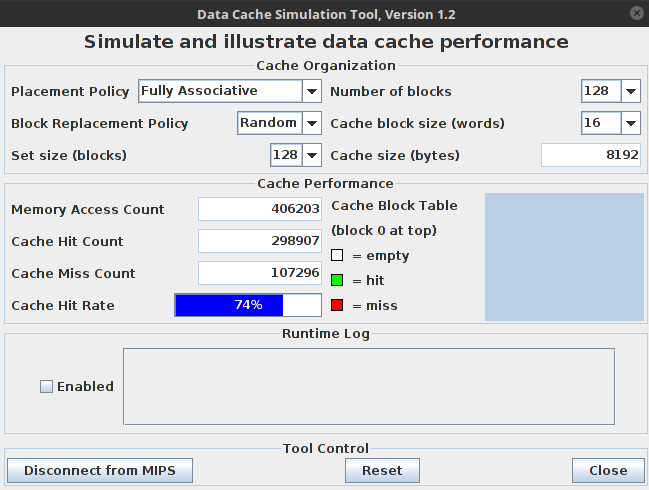 Data Cache Simulation Tool, Version 1.2
Simulate and illustrate data cache performance
Cache Organization
Placement Policy Fully Associative Number of blocks 128
Block Replacement Policy Random Cache block size (words) 16
Set size (blocks) 128 Cache size (bytes) 8192
Cache Performance
Memory Access Count 406203 Cache Block Table
(block 0 at top)
Cache Hit Count 298907
= empty
Cache Miss Count 107296
= hit
Cache Hit Rate 74% = miss
Runtime Log
Enabled
Tool Control
Disconnect from MIPS Reset Close